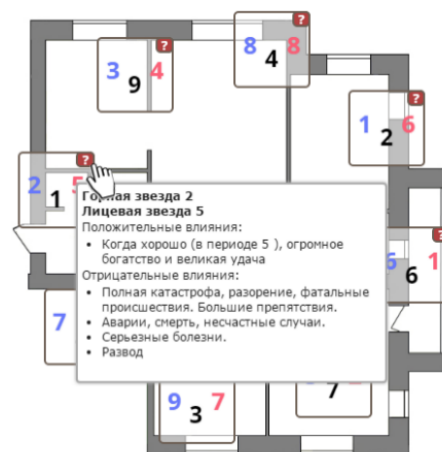 ?
8 8
4
?
3 4
9
?
1 6
2
?
2 5
1
?
6 1
6
Горная звезда 2
Лицевая звезда 5
Положительные влияния:
• Когда хорошо (в периоде 5 ), огромное
богатство и великая удача
Отрицательные влияния:
• Полная катастрофа, разорение, фатальные
происшествия. Большие препятствия.
• Аварии, смерть, несчастные случаи.
• Серьезные болезни.
• Развод
7
7
9 7
3